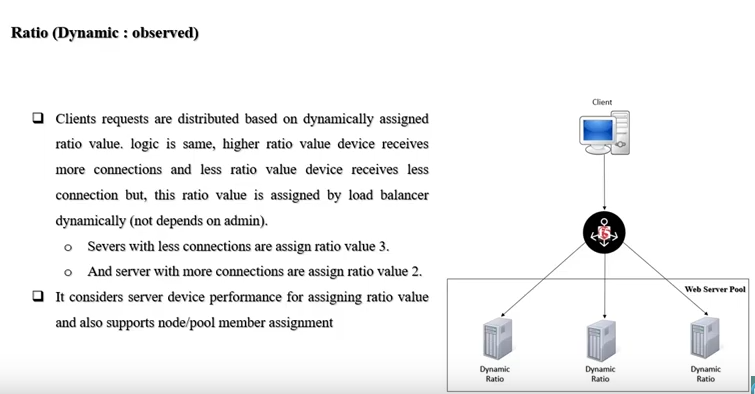 Ratio (Dynamic : observed)
Clients requests are distributed based on dynamically assigned
ratio value. logic is same, higher ratio value device receives
more connections and less ratio value device receives less
connection but, this ratio value is assigned by load balancer
dynamically (not depends on admin).
o Severs with less connections are assign ratio value 3.
o And server with more connections are assign ratio value 2.
It considers server device performance for assigning ratio value
and also supports node/pool member assignment
Client
Web Server Pool
Dynamic
Ratio
Dynamic
Ratio
Dynamic
Ratio